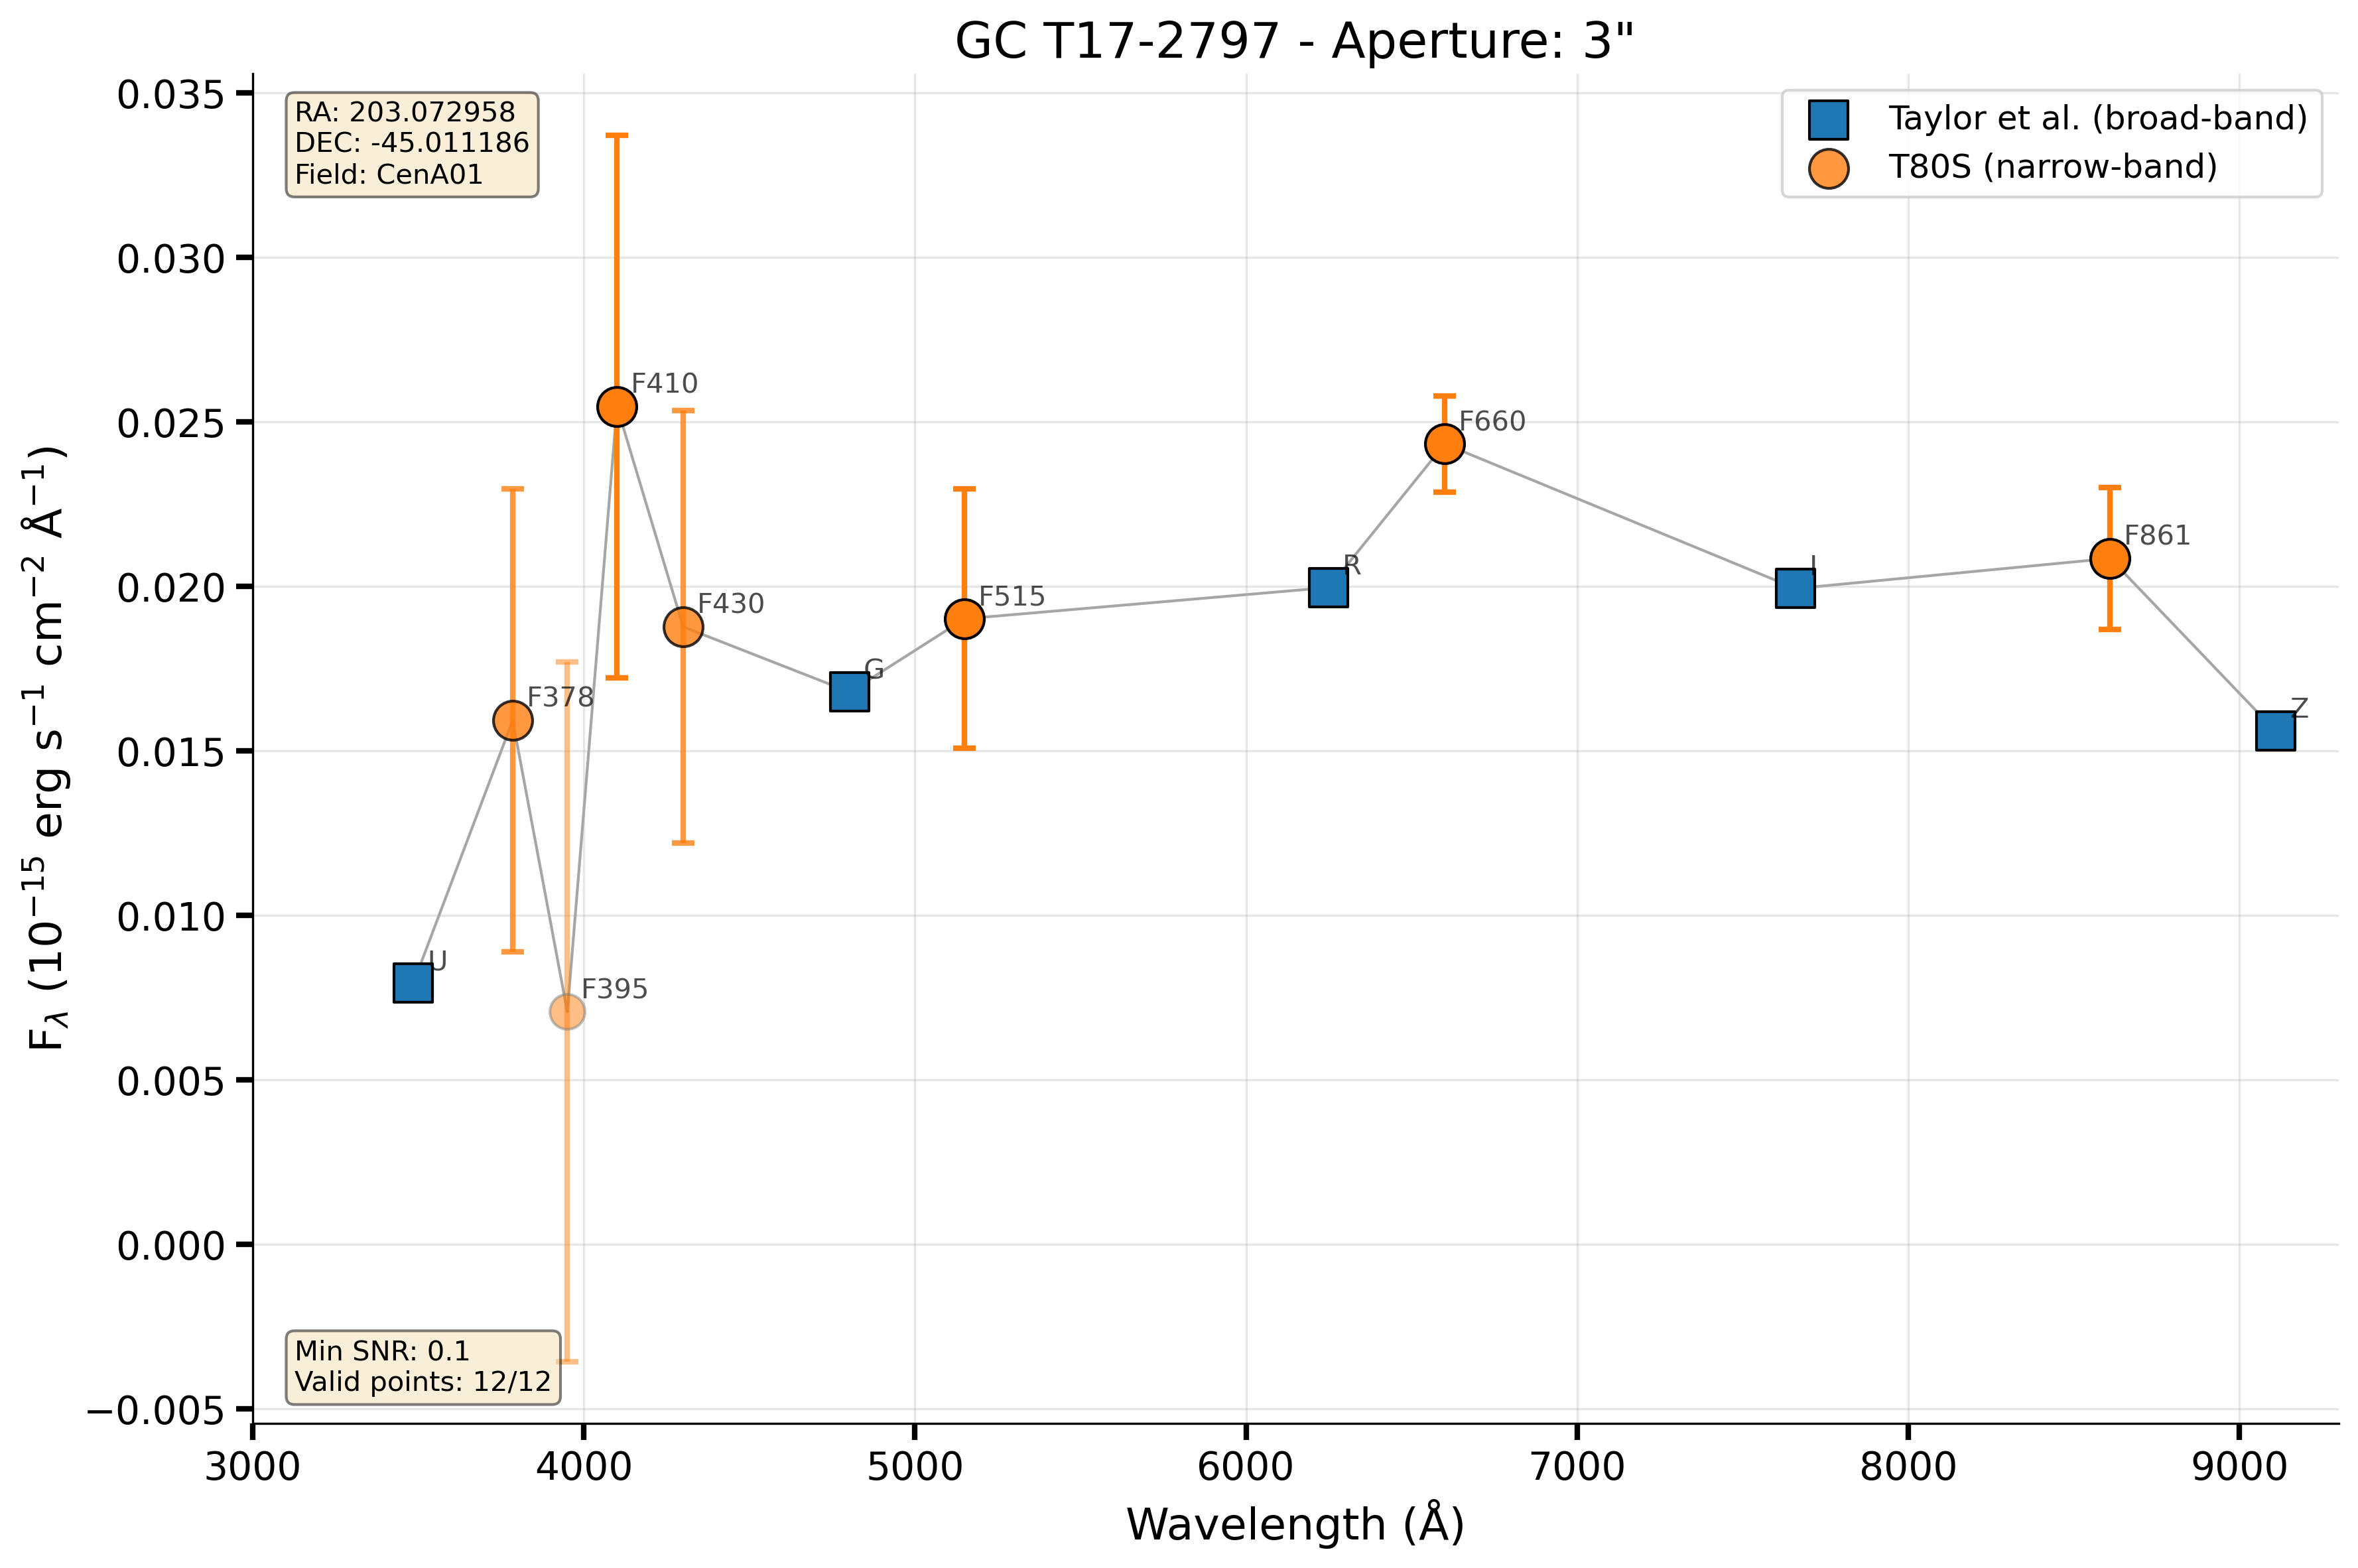 GC T17-2797 - Aperture: 3"
RA: 203.072958
DEC: -45.011186
Field: CenA01
Taylor et al. (broad-band)
T80S (narrow-band)
0.035
0.030
0.025
0.020
0.015
0.010
0.005
0.000
−0.005
F_λ (10⁻¹⁵ erg s⁻¹ cm⁻² Å⁻¹)
U
F378
F395
F410
F430
G
F515
R
F660
I
F861
Z
Min SNR: 0.1
Valid points: 12/12
3000 4000 5000 6000 7000 8000 9000
Wavelength (Å)